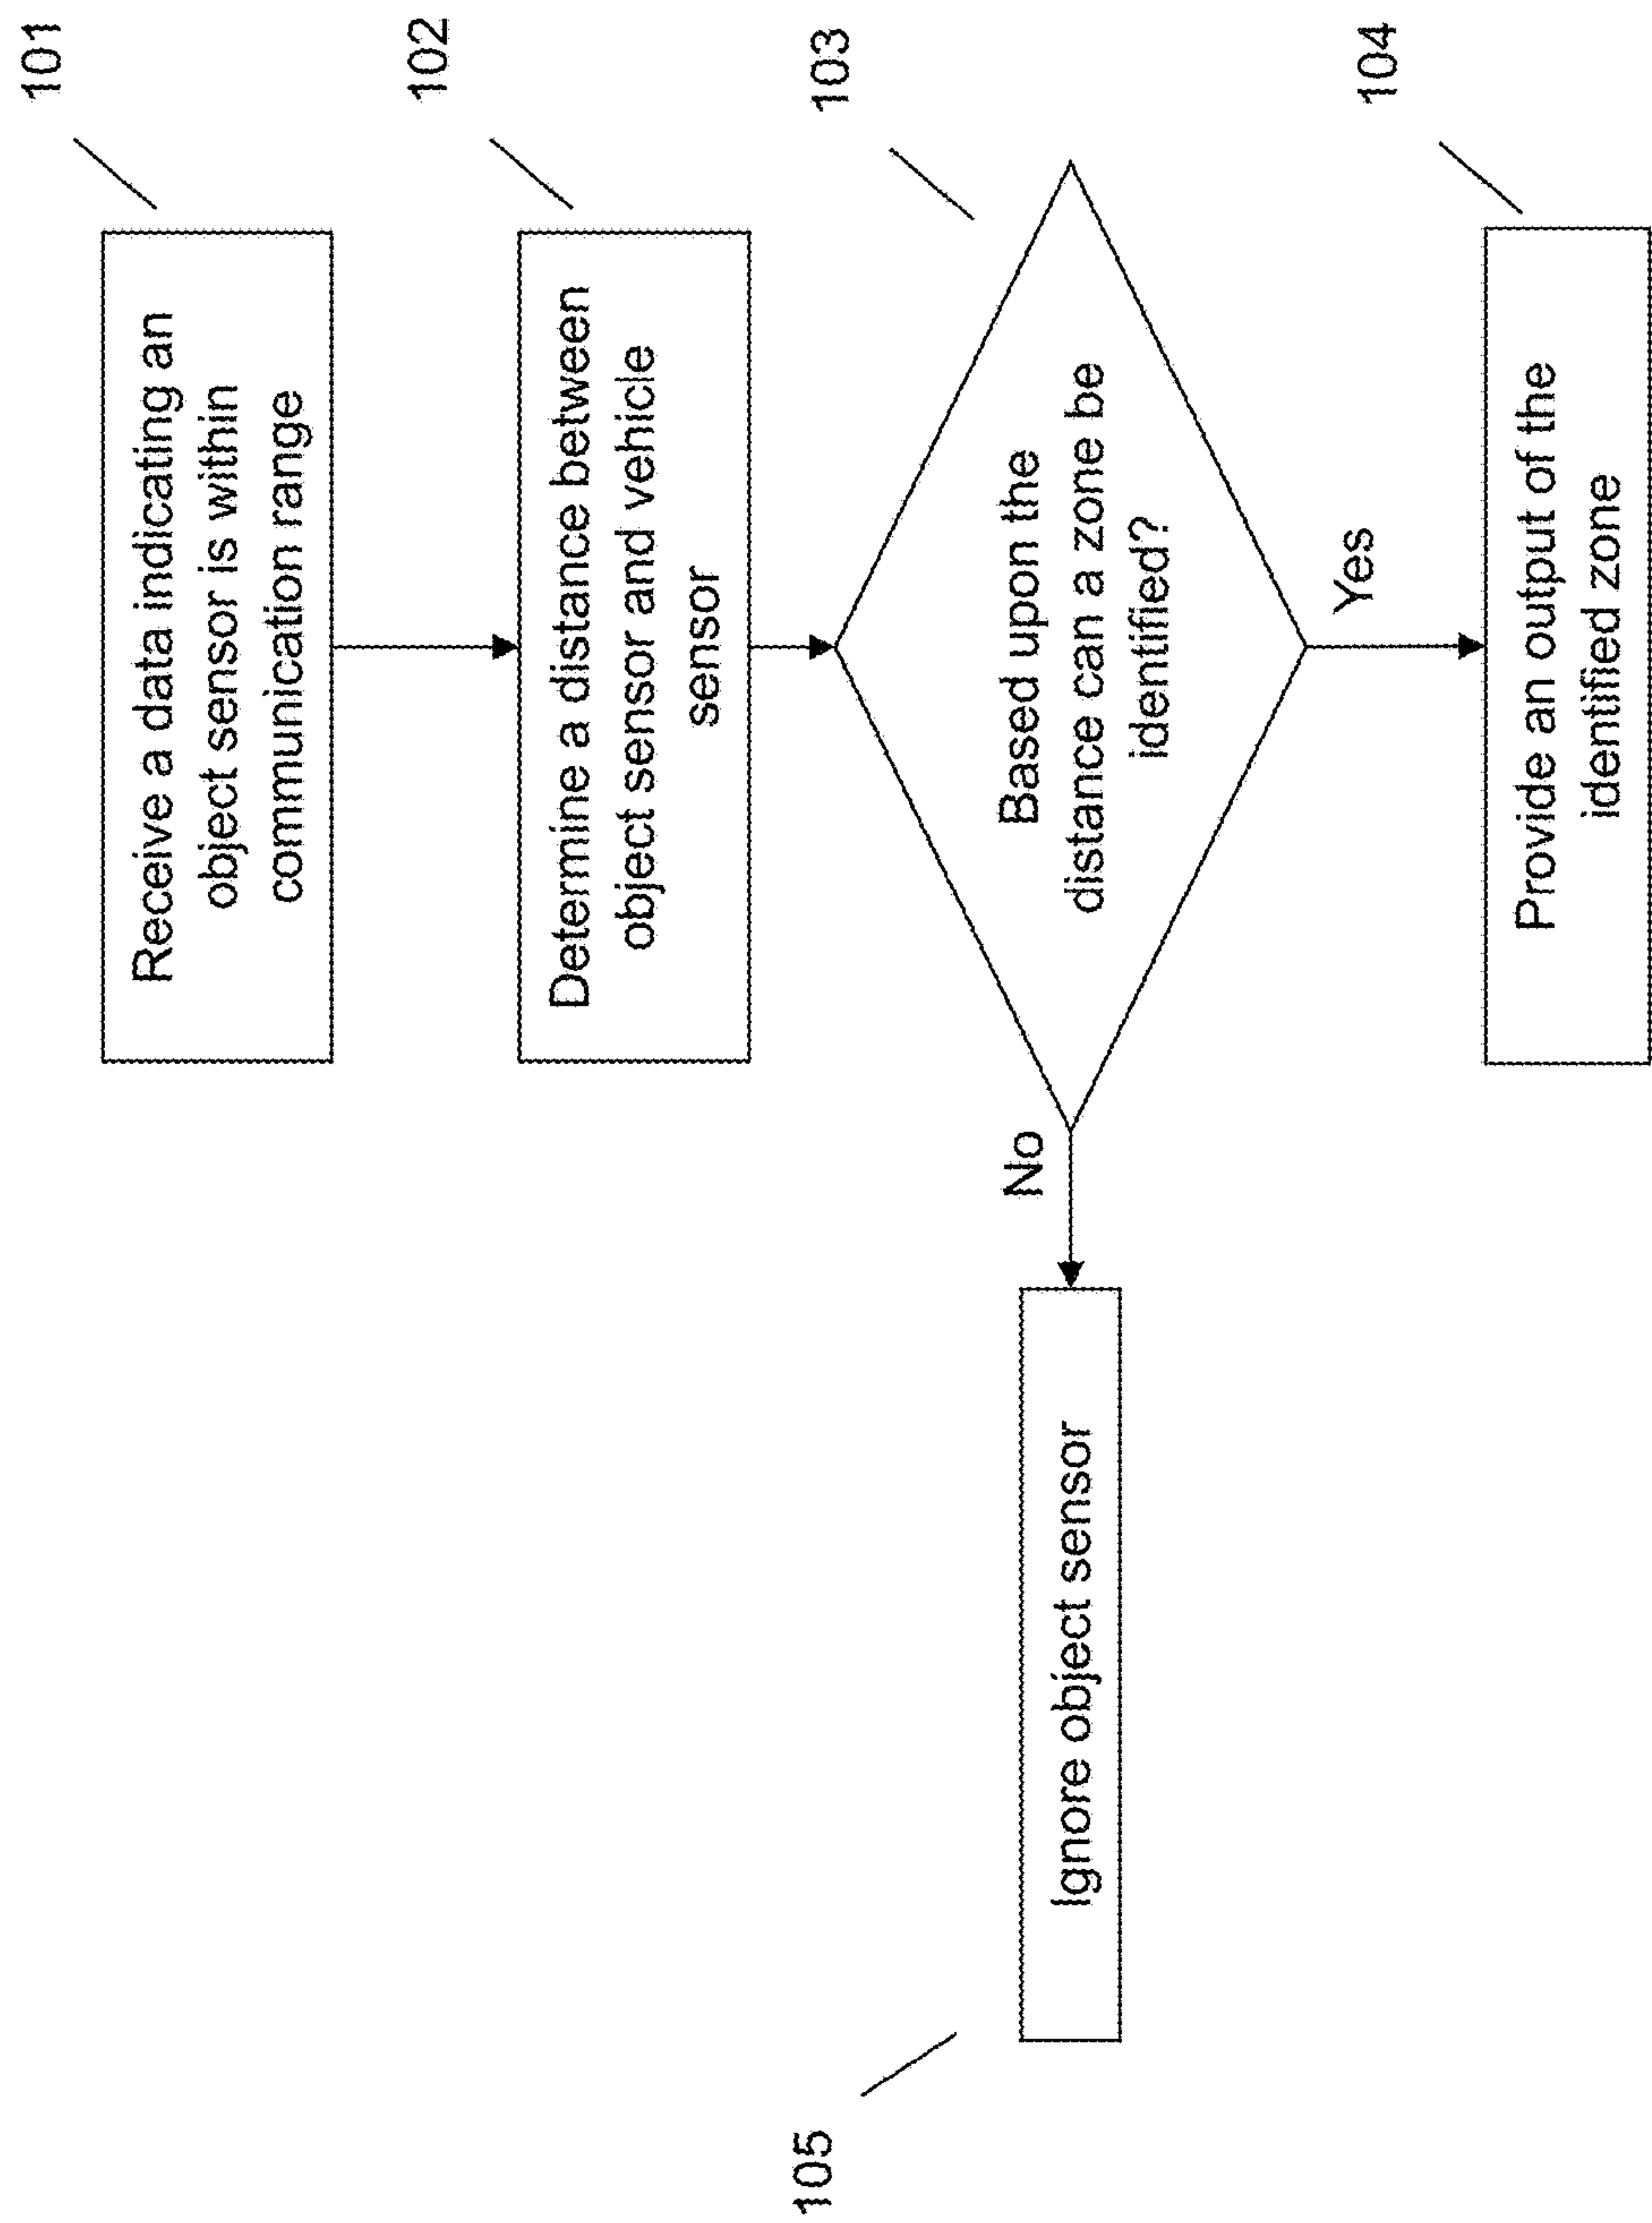 101
Receive a data indicating an
object sensor is within
communication range
102
Determine a distance between
object sensor and vehicle
sensor
103
Based upon the
distance can a zone be
identified?
No
Yes
105
Ignore object sensor
104
Provide an output of the
identified zone